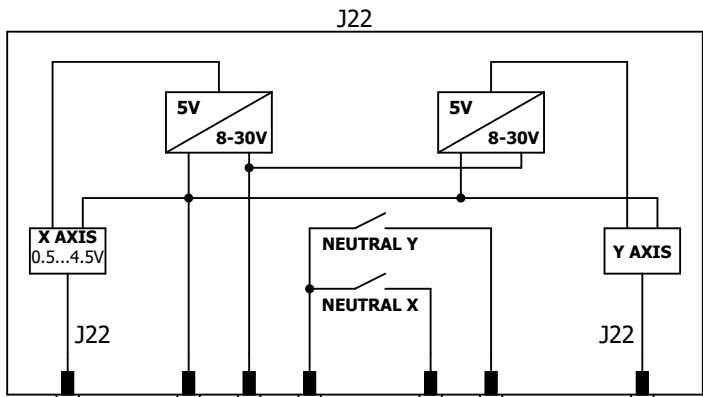 J22
5V
8-30V
5V
8-30V
X AXIS
0.5...4.5V
NEUTRAL Y
NEUTRAL X
Y AXIS
J22
J22